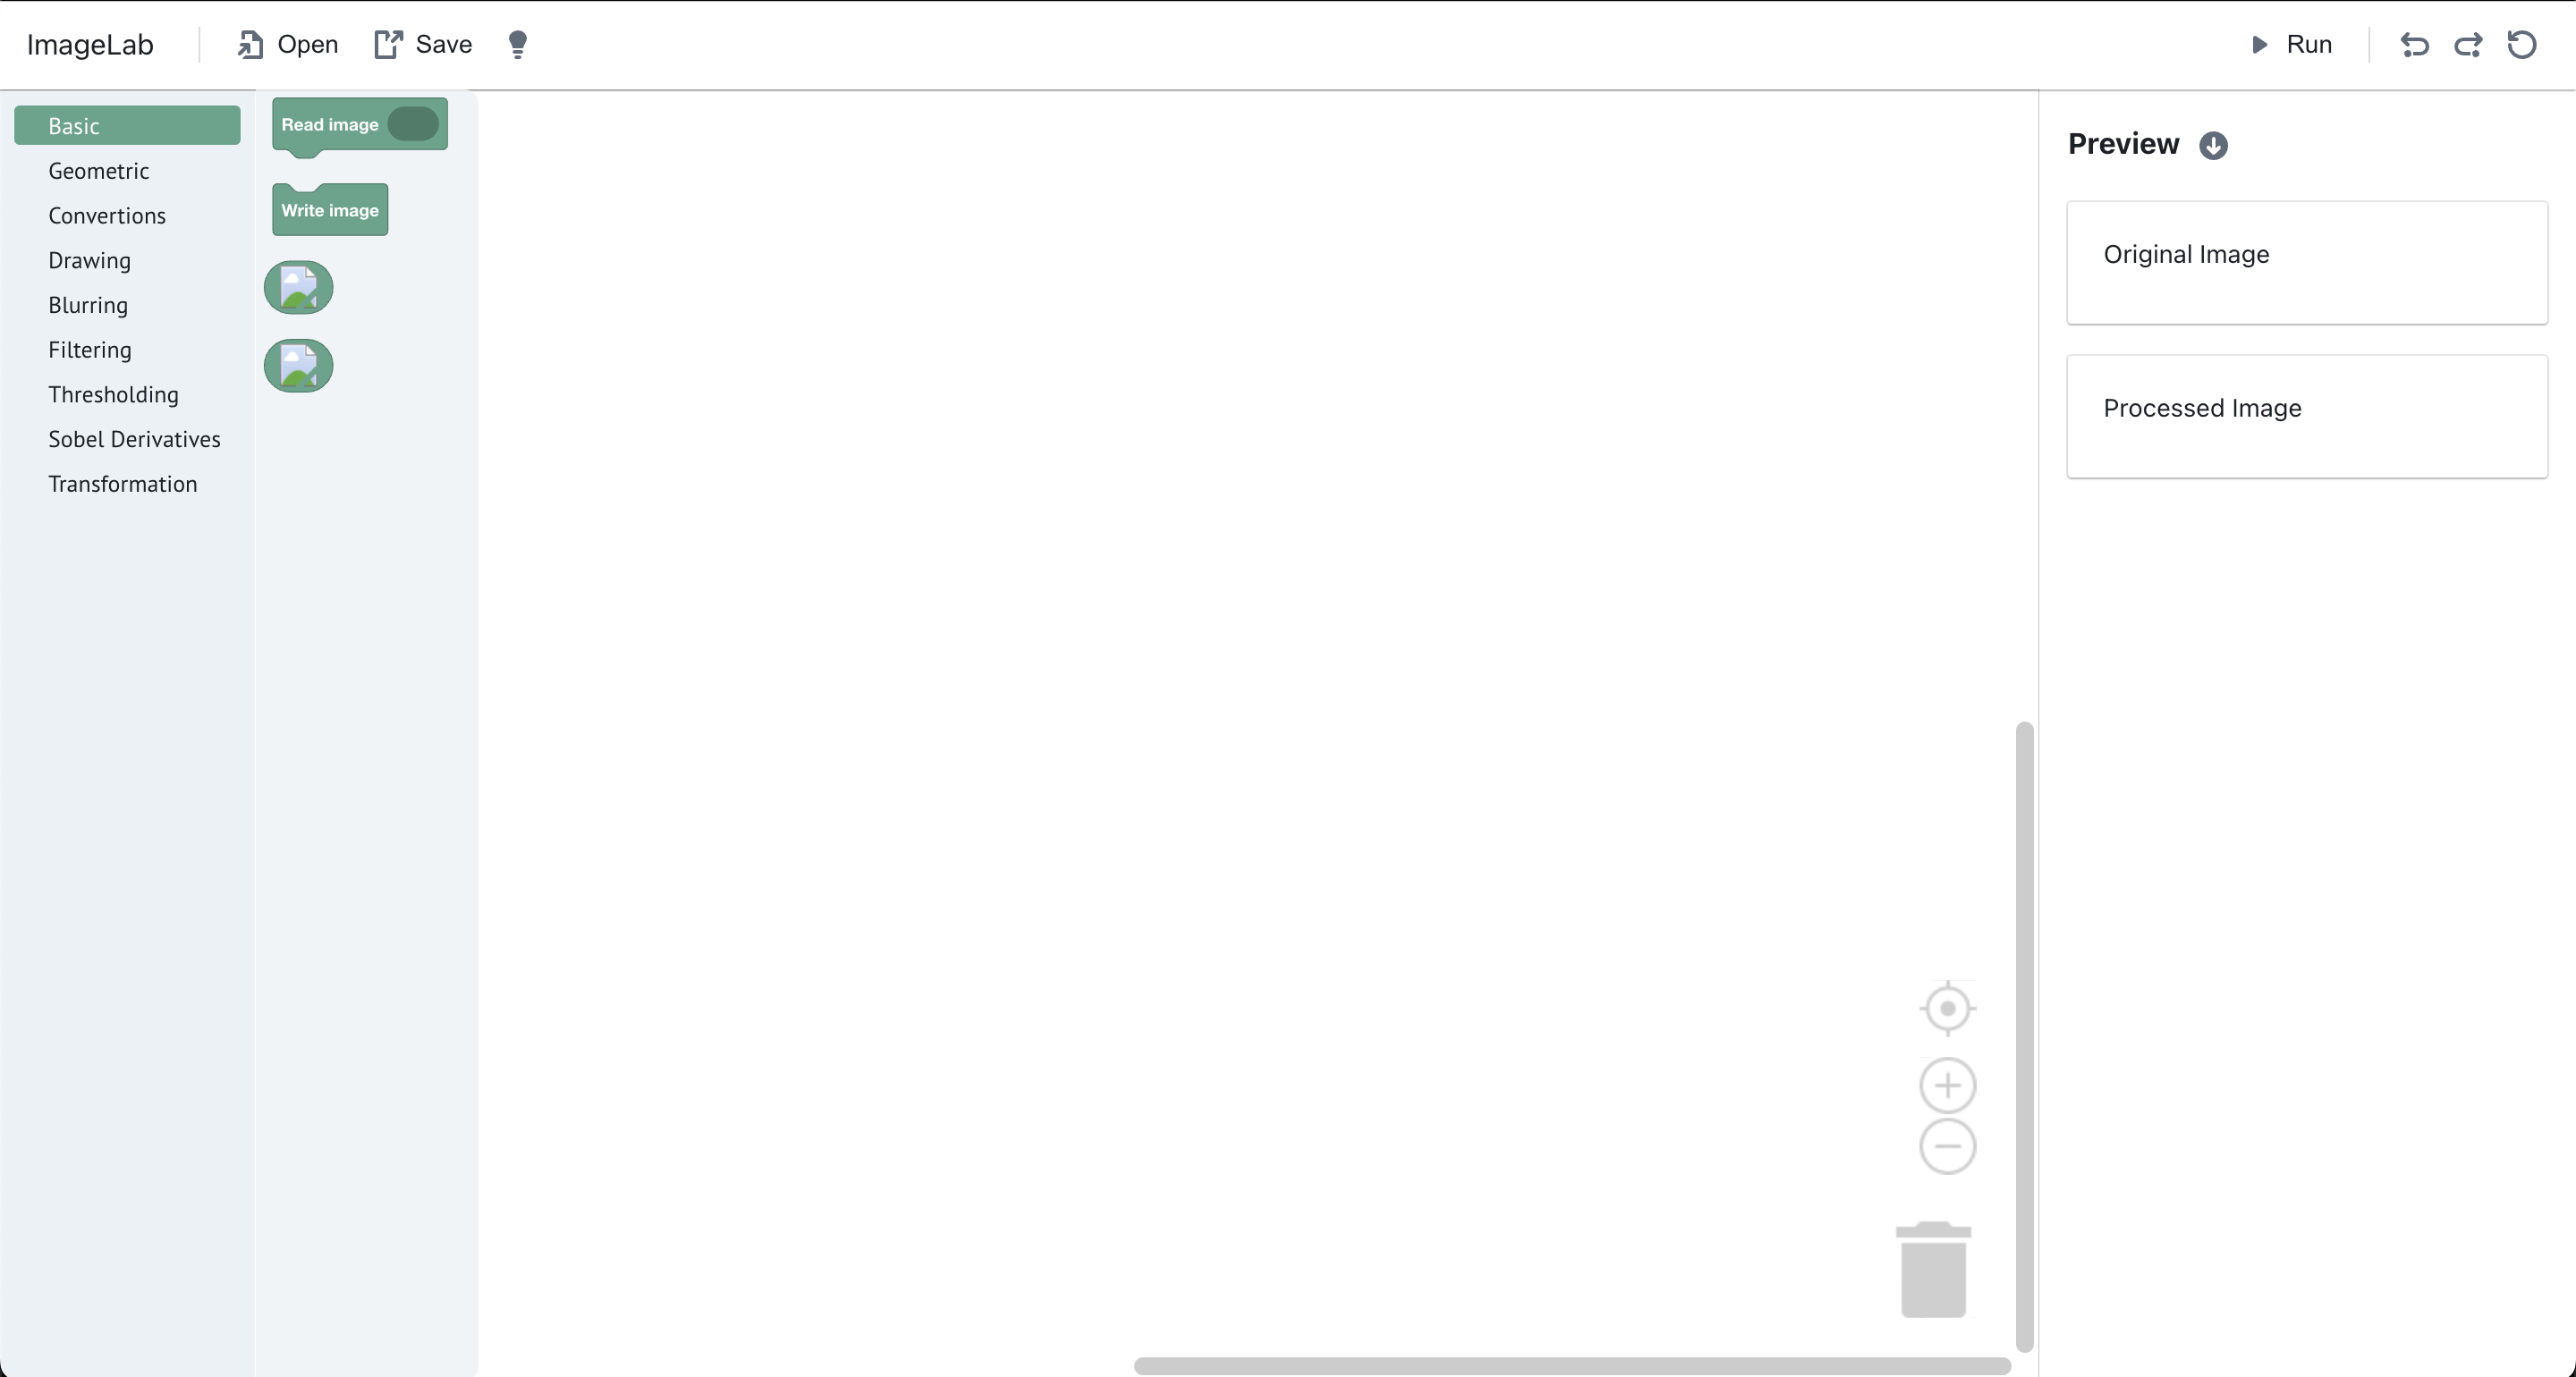 ImageLab
Open
Save
Run
Basic
Geometric
Convertions
Drawing
Blurring
Filtering
Thresholding
Sobel Derivatives
Transformation
Read image
Write image
Preview
Original Image
Processed Image